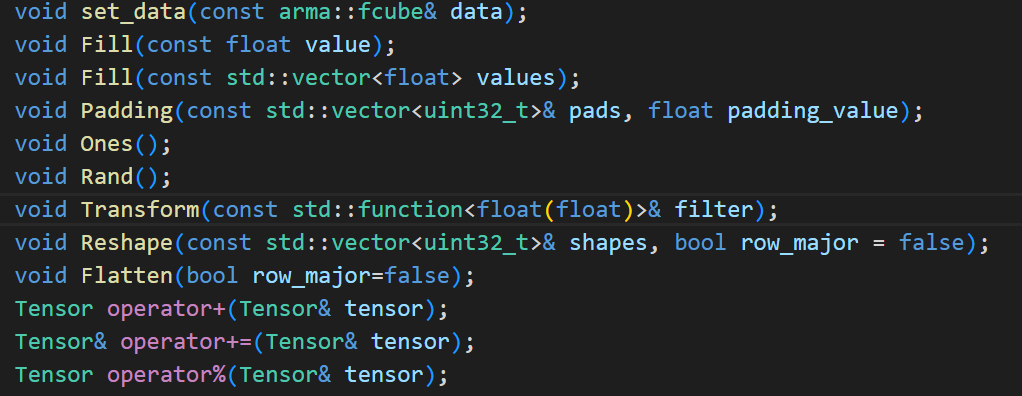 void set_data(const arma::fcube& data);
void Fill(const float value);
void Fill(const std::vector<float> values);
void Padding(const std::vector<uint32_t>& pads, float padding_value);
void Ones();
void Rand();
void Transform(const std::function<float(float)>& filter);
void Reshape(const std::vector<uint32_t>& shapes, bool row_major = false);
void Flatten(bool row_major=false);
Tensor operator+(Tensor& tensor);
Tensor& operator+=(Tensor& tensor);
Tensor operator%(Tensor& tensor);